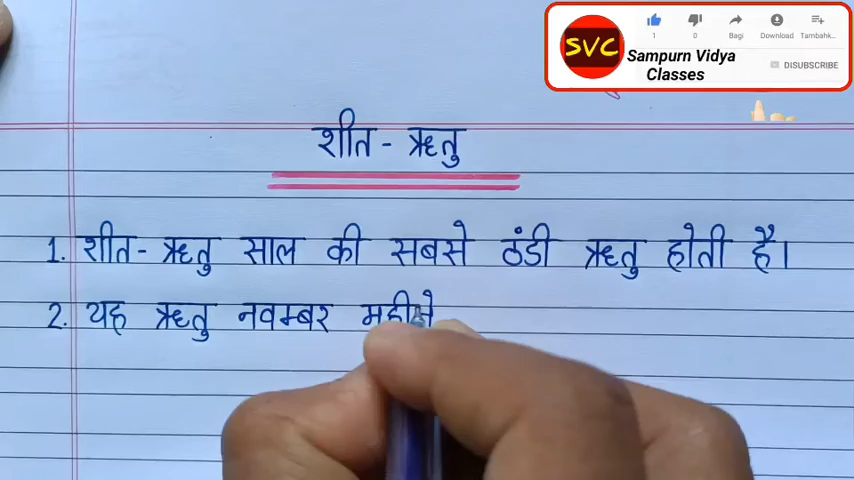 SVC
Sampurn Vidya
Classes
1
0
Bagi
Download
Tambahk...
DISUBSCRIBE
शीत - ऋतु
1. शीत - ऋतु साल की सबसे ठंडी ऋतु होती है।
2. यह ऋतु नवम्बर महीने